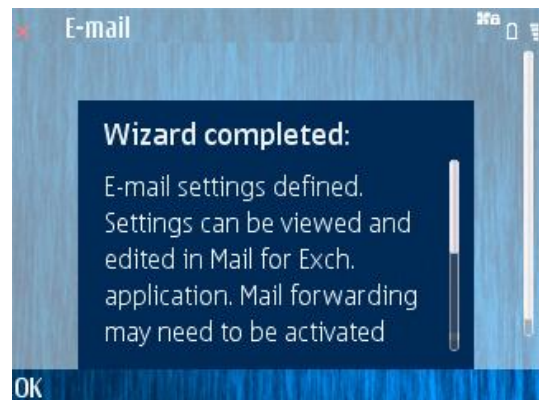 E-mail
Wizard completed:
E-mail settings defined.
Settings can be viewed and
edited in Mail for Exch.
application. Mail forwarding
may need to be activated
OK